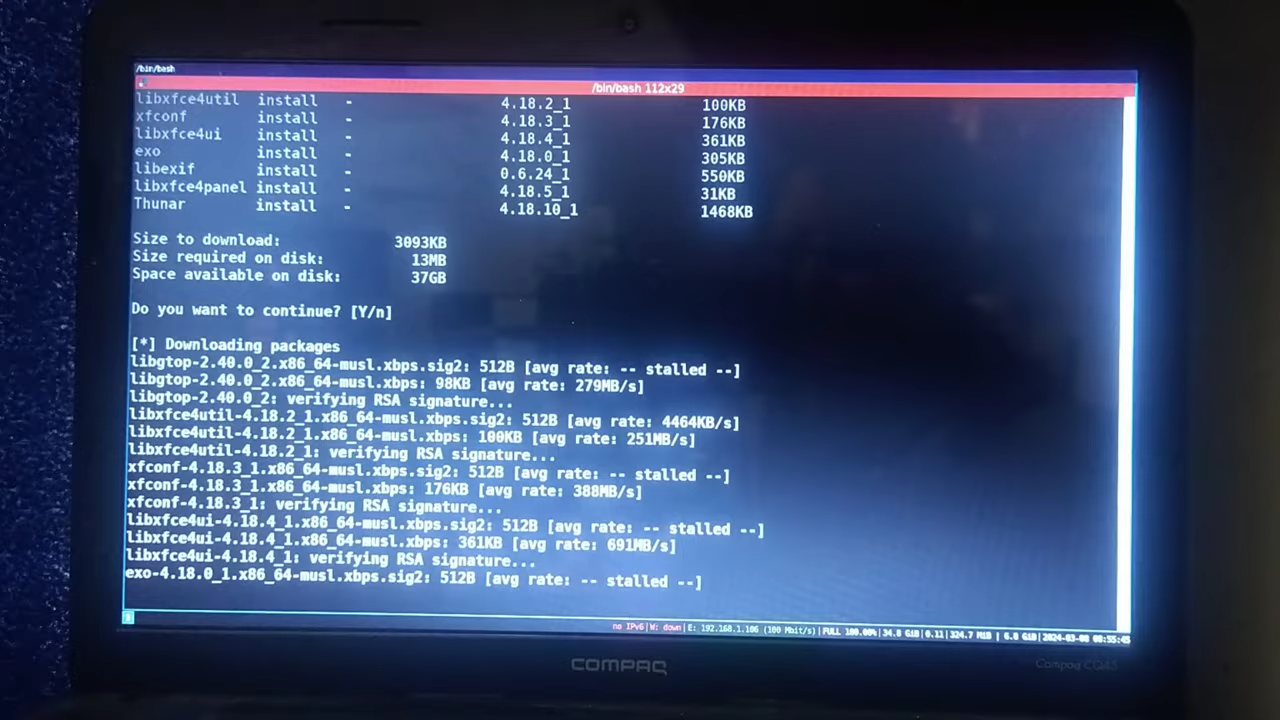 /bin/bash
/bin/bash 112x29
libxfce4util install - 4.18.2_1 100KB
xfconf install - 4.18.3_1 176KB
libxfce4ui install - 4.18.4_1 361KB
exo install - 4.18.0_1 305KB
libexif install - 0.6.24_1 550KB
libxfce4panel install - 4.18.5_1 31KB
Thunar install - 4.18.10_1 1468KB
Size to download: 3093KB
Size required on disk: 13MB
Space available on disk: 37GB
Do you want to continue? [Y/n]
[*] Downloading packages
libgtop-2.40.0_2.x86_64-musl.xbps.sig2: 512B [avg rate: -- stalled --]
libgtop-2.40.0_2.x86_64-musl.xbps: 98KB [avg rate: 279MB/s]
libgtop-2.40.0_2: verifying RSA signature...
libxfce4util-4.18.2_1.x86_64-musl.xbps.sig2: 512B [avg rate: 4464KB/s]
libxfce4util-4.18.2_1.x86_64-musl.xbps: 100KB [avg rate: 251MB/s]
libxfce4util-4.18.2_1: verifying RSA signature...
xfconf-4.18.3_1.x86_64-musl.xbps.sig2: 512B [avg rate: -- stalled --]
xfconf-4.18.3_1.x86_64-musl.xbps: 176KB [avg rate: 388MB/s]
xfconf-4.18.3_1: verifying RSA signature...
libxfce4ui-4.18.4_1.x86_64-musl.xbps.sig2: 512B [avg rate: -- stalled --]
libxfce4ui-4.18.4_1.x86_64-musl.xbps: 361KB [avg rate: 691MB/s]
libxfce4ui-4.18.4_1: verifying RSA signature...
exo-4.18.0_1.x86_64-musl.xbps.sig2: 512B [avg rate: -- stalled --]
no IPv6|W: down|E: 192.168.1.106 (100 Mbit/s)|FULL 100.00%|34.8 GiB|0.11|324.7 MiB | 6.8 GiB|2024-03-08 08:55:45
COMPAQ
Compaq CQ45